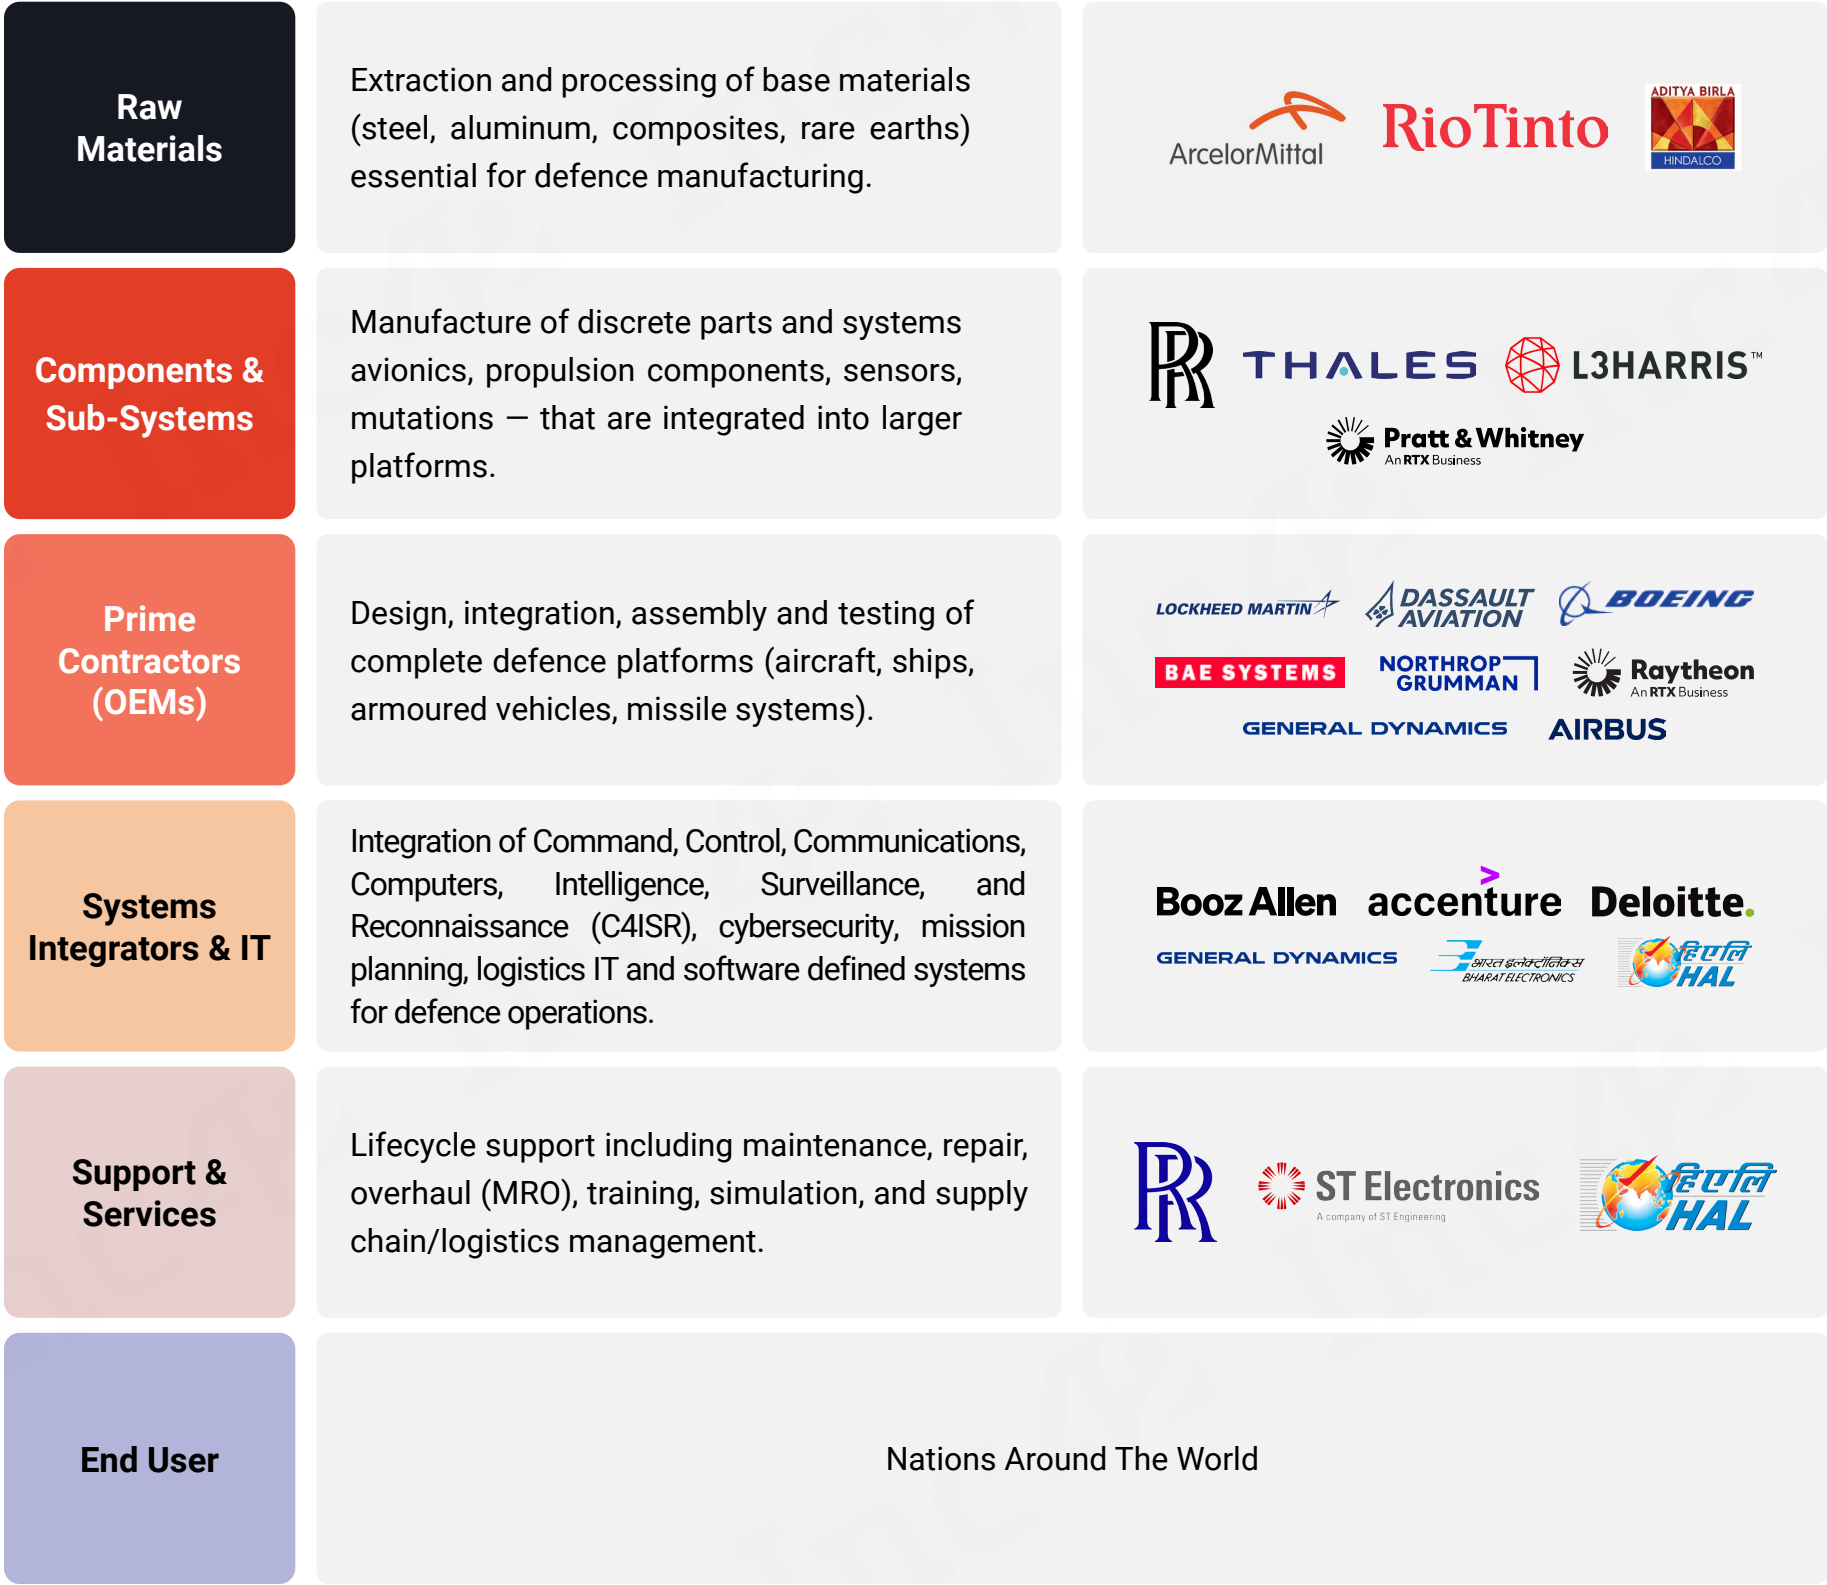 Raw
Materials
Extraction and processing of base materials
(steel, aluminum, composites, rare earths)
essential for defence manufacturing.
ArcelorMittal
RioTinto
ADITYA BIRLA
HINDALCO
Components &
Sub-Systems
Manufacture of discrete parts and systems
avionics, propulsion components, sensors,
mutations — that are integrated into larger
platforms.
RR
THALES
L3HARRIS™
Pratt & Whitney
An RTX Business
Prime
Contractors
(OEMs)
Design, integration, assembly and testing of
complete defence platforms (aircraft, ships,
armoured vehicles, missile systems).
LOCKHEED MARTIN
DASSAULT
AVIATION
BOEING
BAE SYSTEMS
NORTHROP
GRUMMAN
Raytheon
An RTX Business
GENERAL DYNAMICS
AIRBUS
Systems
Integrators & IT
Integration of Command, Control, Communications,
Computers, Intelligence, Surveillance, and
Reconnaissance (C4ISR), cybersecurity, mission
planning, logistics IT and software defined systems
for defence operations.
Booz Allen
accenture
Deloitte.
GENERAL DYNAMICS
भारत इलेक्ट्रॉनिक्स
BHARAT ELECTRONICS
हिएलि
HAL
Support &
Services
Lifecycle support including maintenance, repair,
overhaul (MRO), training, simulation, and supply
chain/logistics management.
RR
ST Electronics
A company of ST Engineering
हिएलि
HAL
End User
Nations Around The World
Inc42